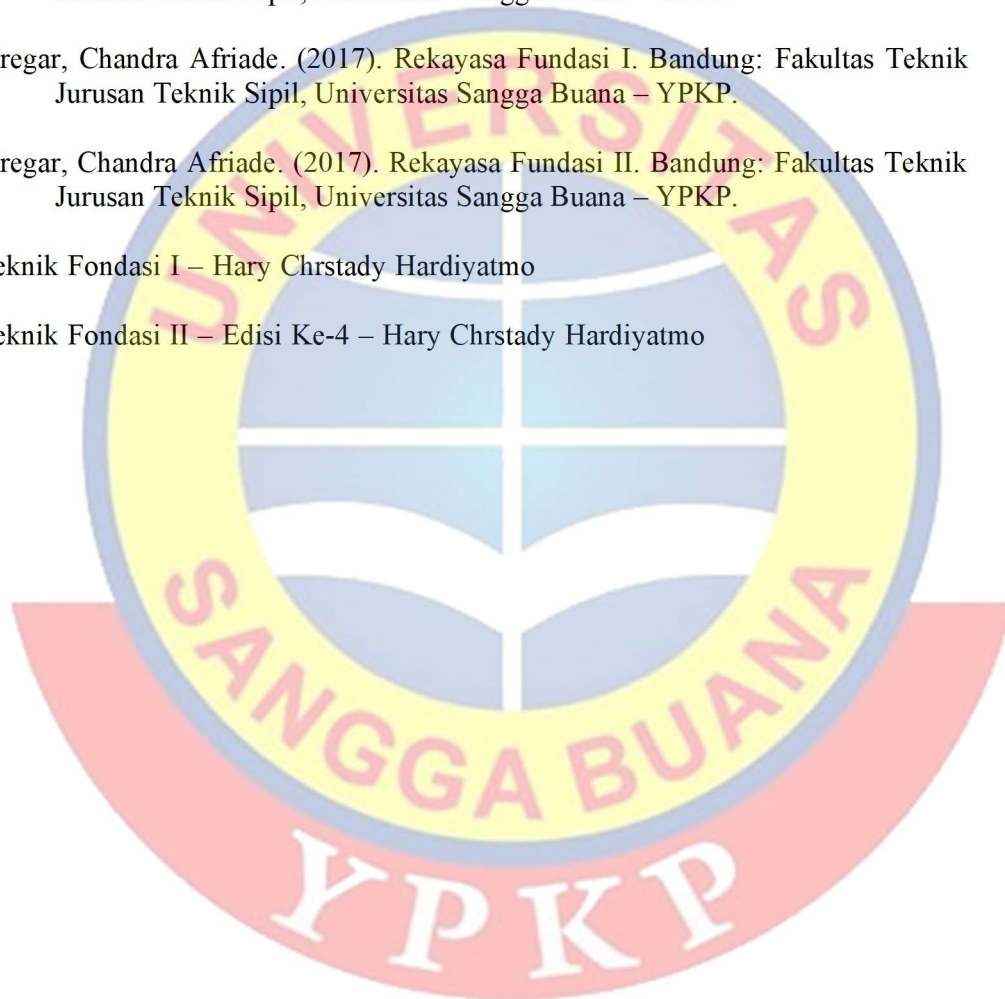 regar, Chandra Afriade. (2017). Rekayasa Fundasi I. Bandung: Fakultas Teknik
Jurusan Teknik Sipil, Universitas Sangga Buana – YPKP.
regar, Chandra Afriade. (2017). Rekayasa Fundasi II. Bandung: Fakultas Teknik
Jurusan Teknik Sipil, Universitas Sangga Buana – YPKP.
eknik Fondasi I – Hary Chrstady Hardiyatmo
eknik Fondasi II – Edisi Ke-4 – Hary Chrstady Hardiyatmo
UNIVERSITAS
SANGGA BUANA
YPKP